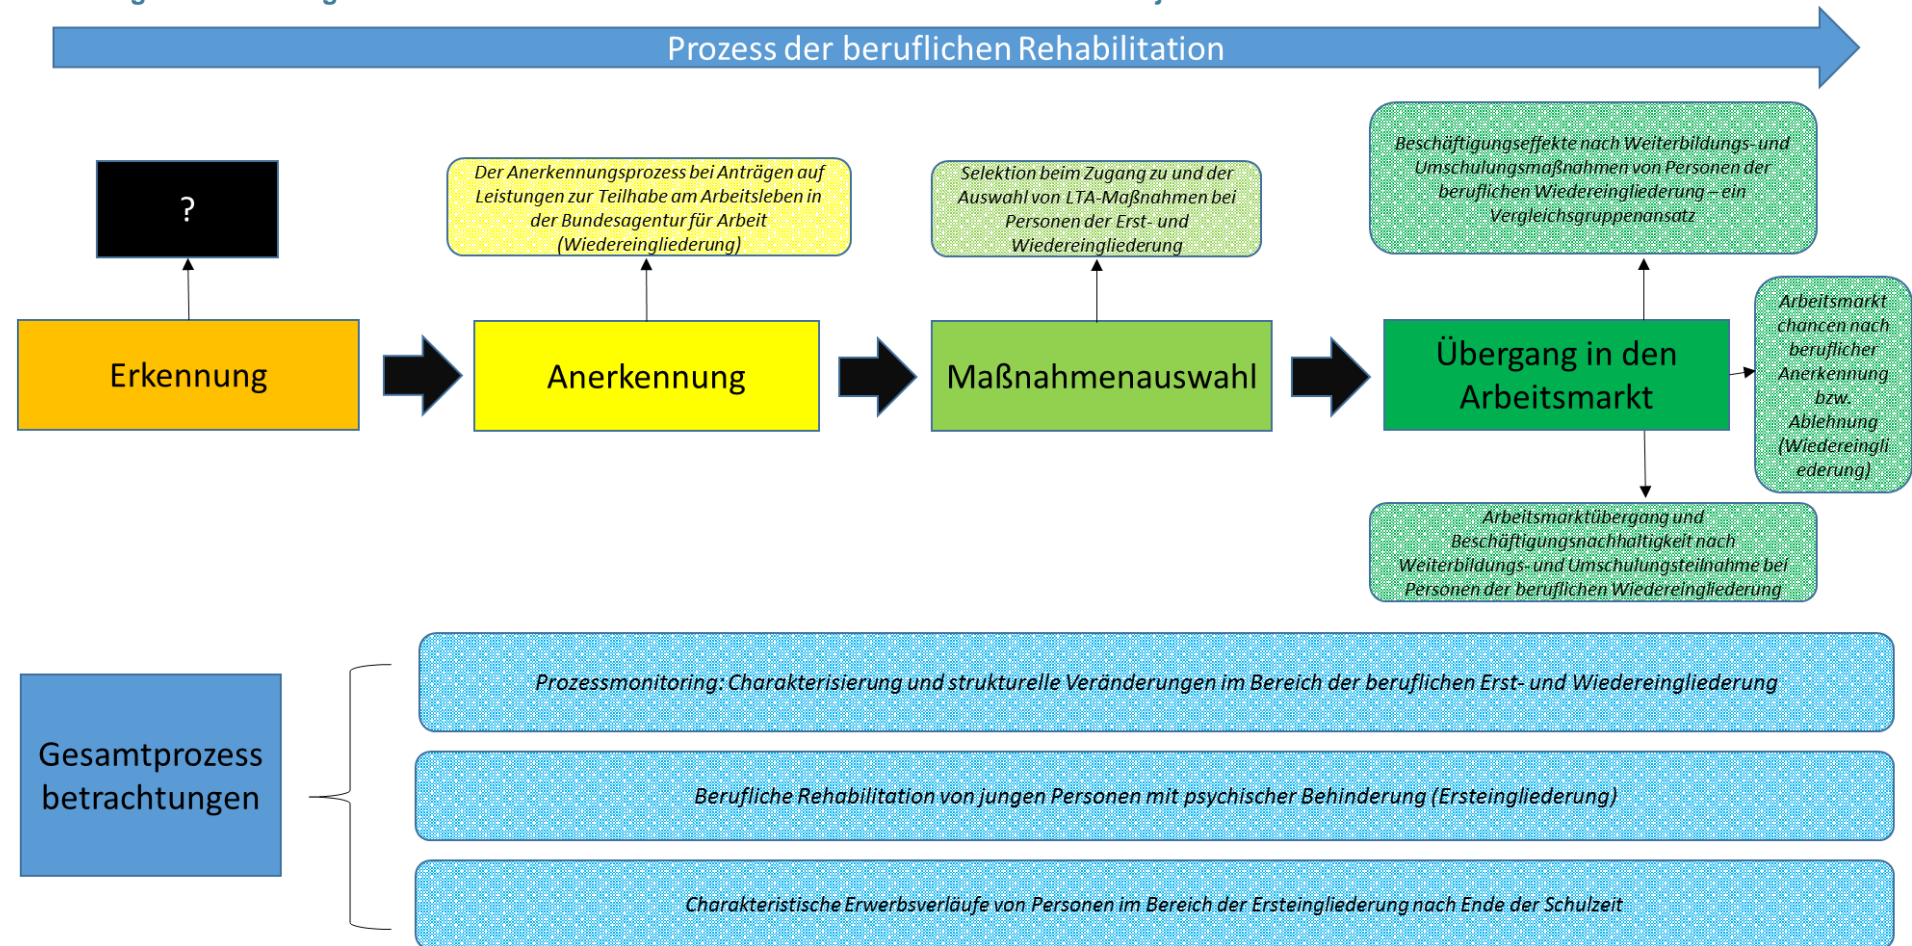 Prozess der beruflichen Rehabilitation
?
Der Anerkennungsprozess bei Anträgen auf
Leistungen zur Teilhabe am Arbeitsleben in
der Bundesagentur für Arbeit
(Wiedereingliederung)
Selektion beim Zugang zu und der
Auswahl von LTA-Maßnahmen bei
Personen der Erst- und
Wiedereingliederung
Beschäftigungseffekte nach Weiterbildungs- und
Umschulungsmaßnahmen von Personen der
beruflichen Wiedereingliederung – ein
Vergleichsgruppenansatz
Erkennung
Anerkennung
Maßnahmenauswahl
Übergang in den
Arbeitsmarkt
Arbeitsmarkt
chancen nach
beruflicher
Anerkennung
bzw.
Ablehnung
(Wiedereingli
ederung)
Arbeitsmarktübergang und
Beschäftigungsnachhaltigkeit nach
Weiterbildungs- und Umschulungsteilnahme bei
Personen der beruflichen Wiedereingliederung
Gesamtprozess
betrachtungen
Prozessmonitoring: Charakterisierung und strukturelle Veränderungen im Bereich der beruflichen Erst- und Wiedereingliederung
Berufliche Rehabilitation von jungen Personen mit psychischer Behinderung (Ersteingliederung)
Charakteristische Erwerbsverläufe von Personen im Bereich der Ersteingliederung nach Ende der Schulzeit